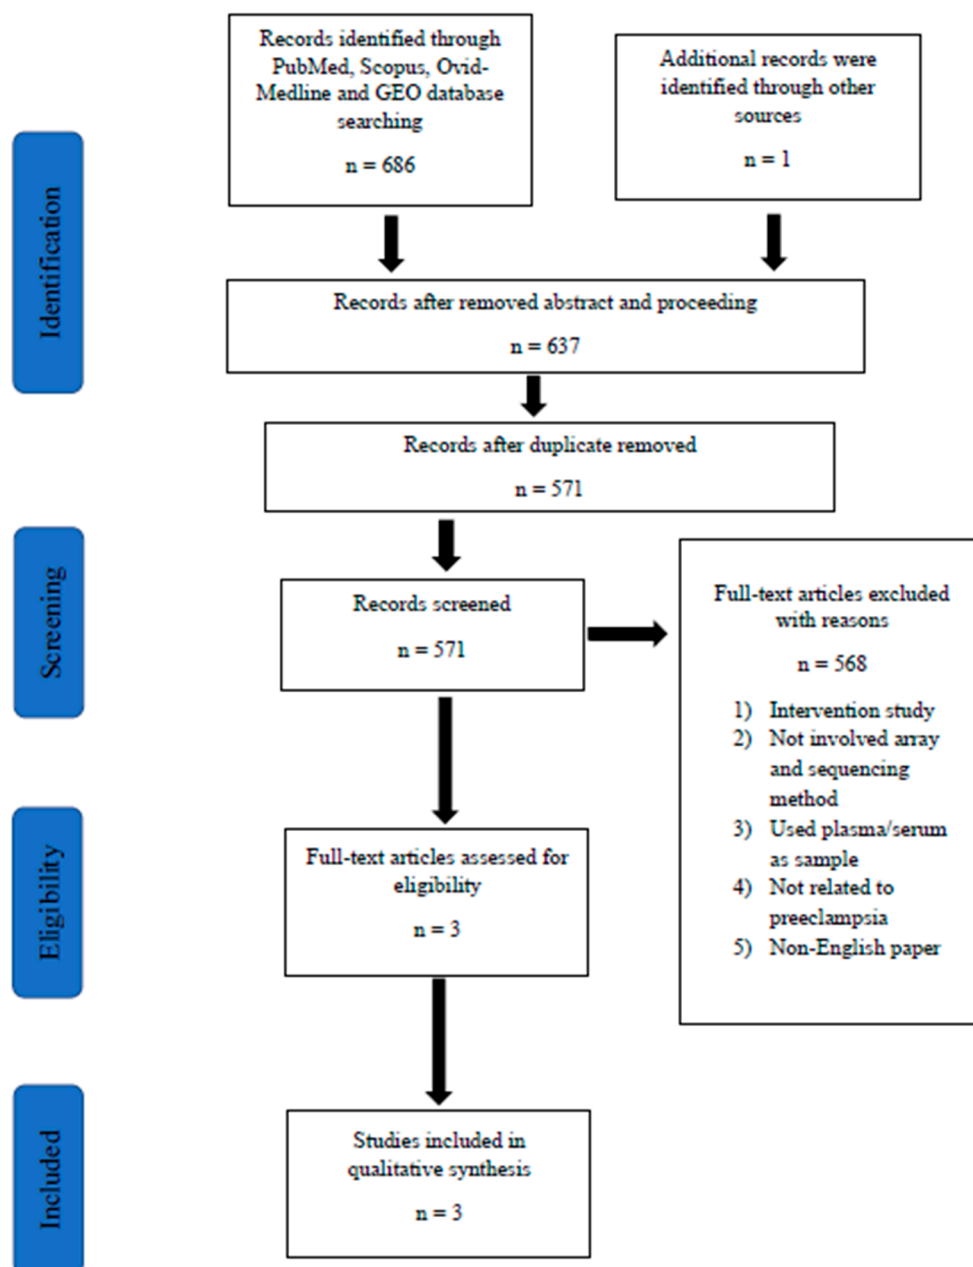 Identification
Records identified through
PubMed, Scopus, Ovid-
Medline and GEO database
searching
n = 686
Additional records were
identified through other
sources
n = 1
Records after removed abstract and proceeding
n = 637
Records after duplicate removed
n = 571
Screening
Records screened
n = 571
Full-text articles excluded
with reasons
n = 568
1) Intervention study
2) Not involved array
and sequencing
method
3) Used plasma/serum
as sample
4) Not related to
preeclampsia
5) Non-English paper
Eligibility
Full-text articles assessed for
eligibility
n = 3
Included
Studies included in
qualitative synthesis
n = 3